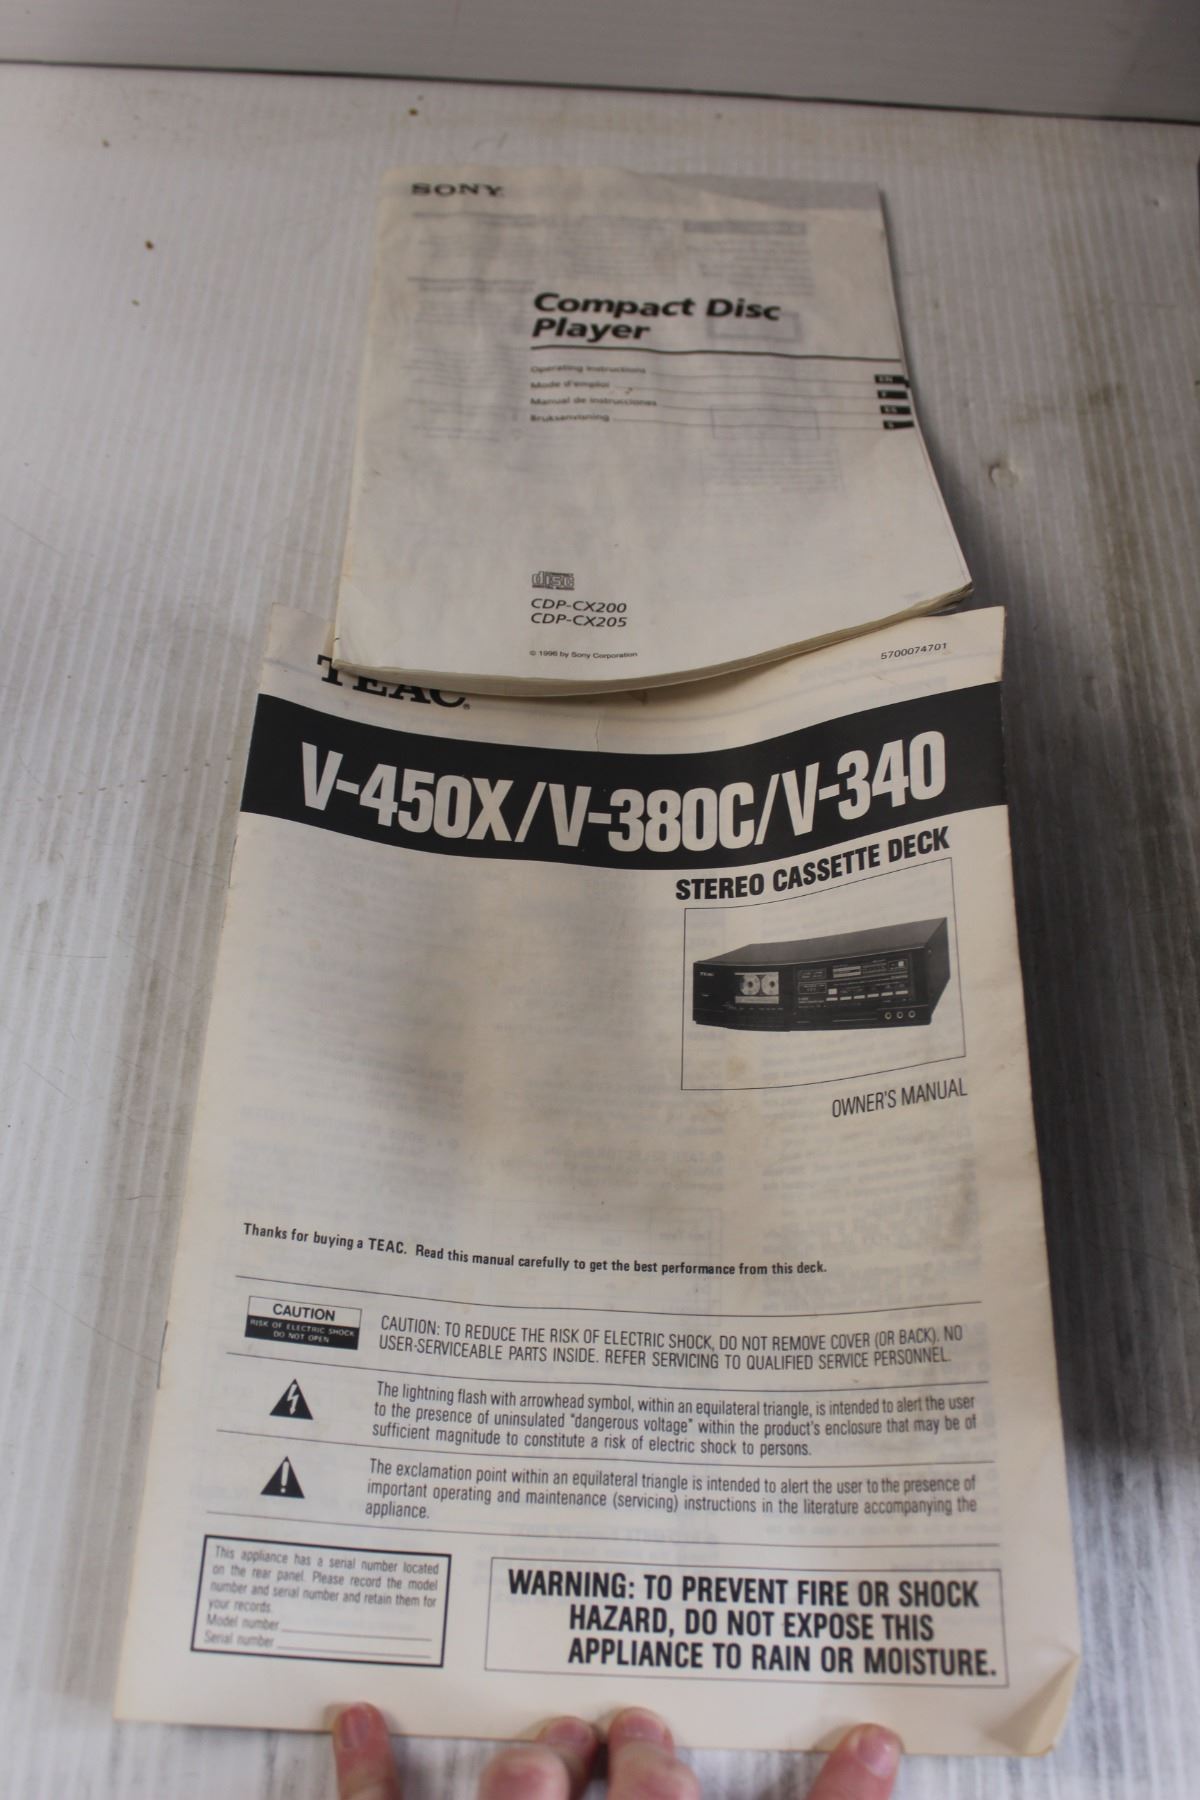 SONY
Compact Disc
Player
Operating Instructions
Mode d'emploi
Manual de instrucciones
Bruksanvisning
EN
F
ES
S
disc
CDP-CX200
CDP-CX205
© 1996 by Sony Corporation
5700074701
TEAC®
V-450X/V-380C/V-340
STEREO CASSETTE DECK
TEAC
OWNER'S MANUAL
Thanks for buying a TEAC. Read this manual carefully to get the best performance from this deck.
CAUTION
RISK OF ELECTRIC SHOCK
DO NOT OPEN
CAUTION: TO REDUCE THE RISK OF ELECTRIC SHOCK, DO NOT REMOVE COVER (OR BACK). NO
USER-SERVICEABLE PARTS INSIDE. REFER SERVICING TO QUALIFIED SERVICE PERSONNEL.
The lightning flash with arrowhead symbol, within an equilateral triangle, is intended to alert the user
to the presence of uninsulated "dangerous voltage" within the product's enclosure that may be of
sufficient magnitude to constitute a risk of electric shock to persons.
The exclamation point within an equilateral triangle is intended to alert the user to the presence of
important operating and maintenance (servicing) instructions in the literature accompanying the
appliance.
This appliance has a serial number located
on the rear panel. Please record the model
number and serial number and retain them for
your records.
Model number
Serial number
WARNING: TO PREVENT FIRE OR SHOCK
HAZARD, DO NOT EXPOSE THIS
APPLIANCE TO RAIN OR MOISTURE.